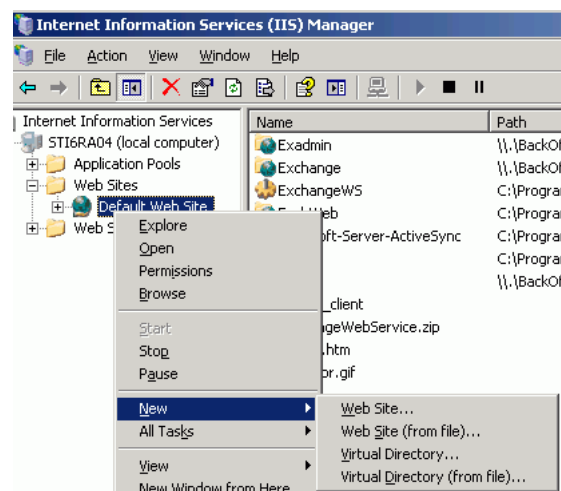 Internet Information Services (IIS) Manager
File Action View Window Help
Internet Information Services
STI6RA04 (local computer)
Application Pools
Web Sites
Default Web Site
Web S
Name Path
Exadmin \\.\BackOf
Exchange \\.\BackOf
ExchangeWS C:\Progra
Web C:\Progra
oft-Server-ActiveSync C:\Progra
C:\Progra
\\.\BackOf
_client
geWebService.zip
.htm
or.gif
Explore
Open
Permissions
Browse
Start
Stop
Pause
New
All Tasks
View
New Window from Here
Web Site...
Web Site (from file)...
Virtual Directory...
Virtual Directory (from file)...